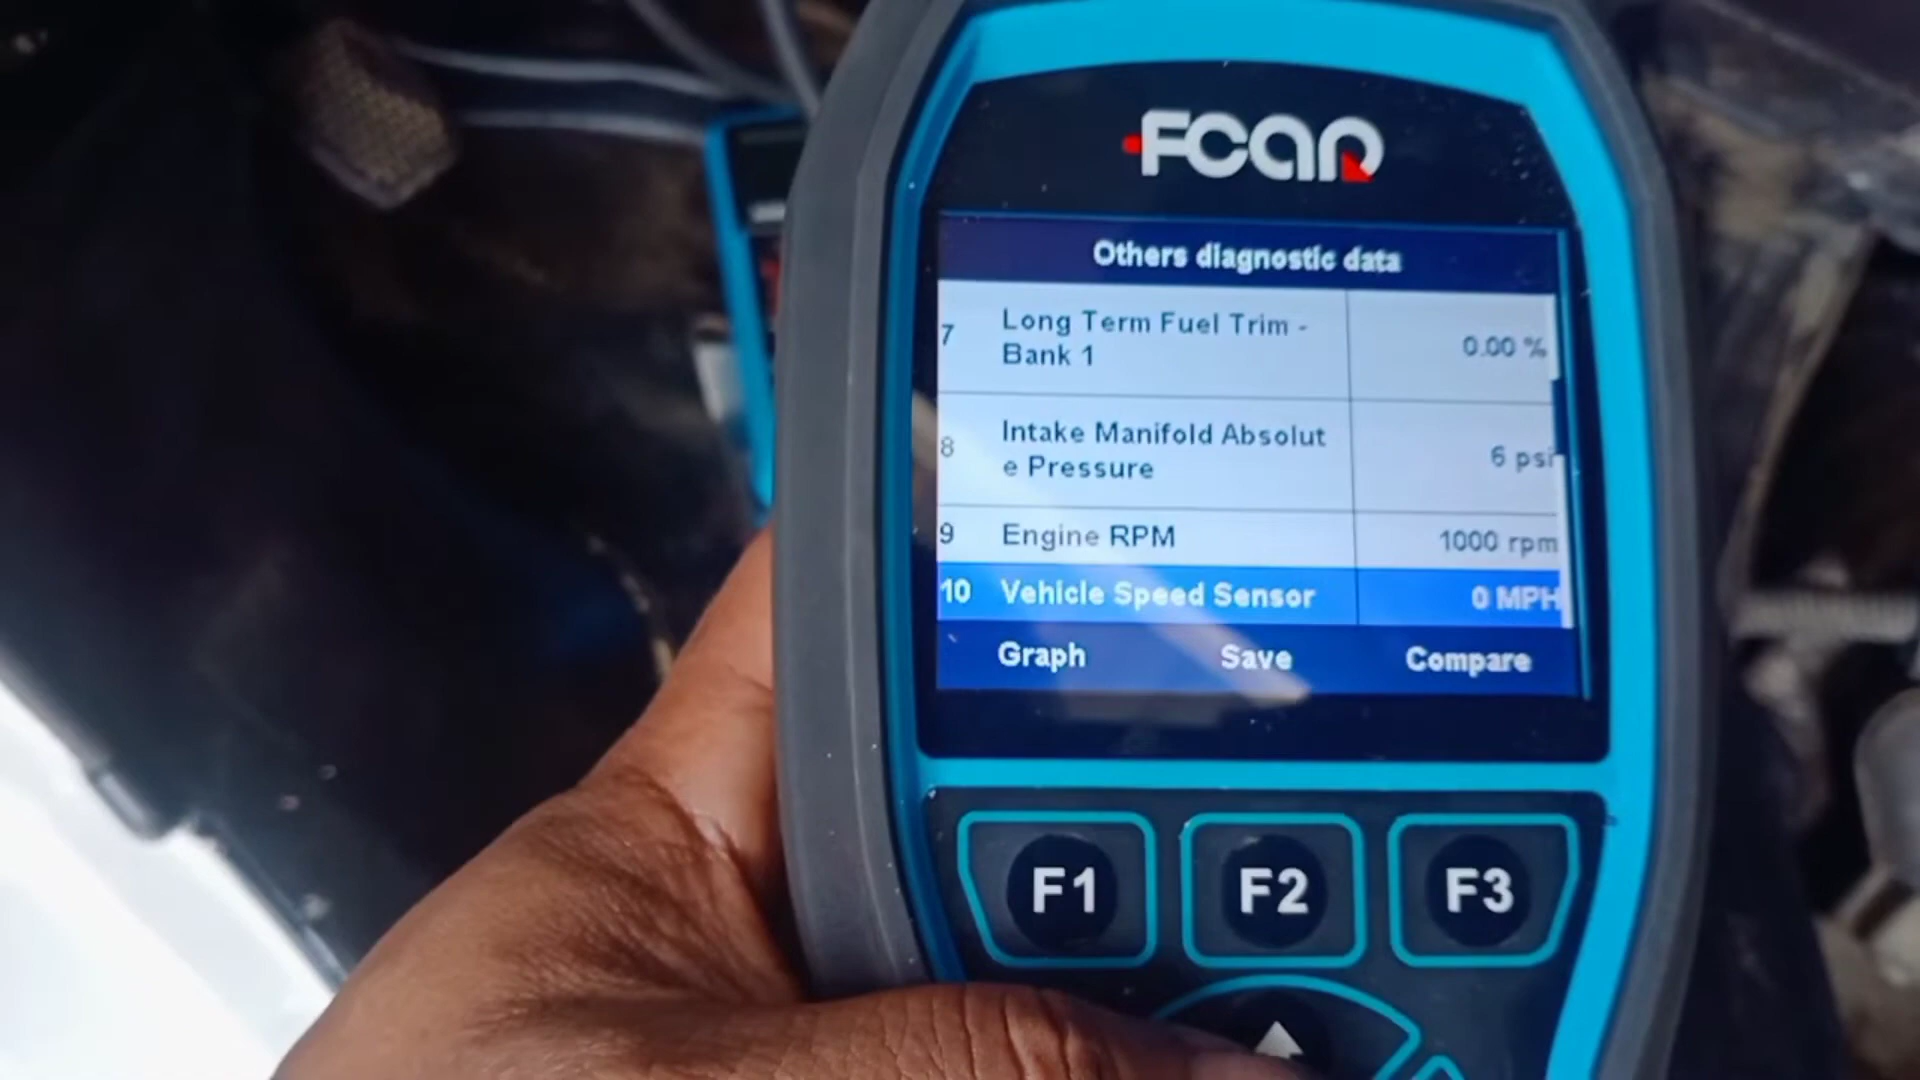 FCAR
Others diagnostic data
7 Long Term Fuel Trim - 0.00 %
Bank 1
8 Intake Manifold Absolut 6 psi
e Pressure
9 Engine RPM 1000 rpm
10 Vehicle Speed Sensor 0 MPH
Graph Save Compare
F1 F2 F3